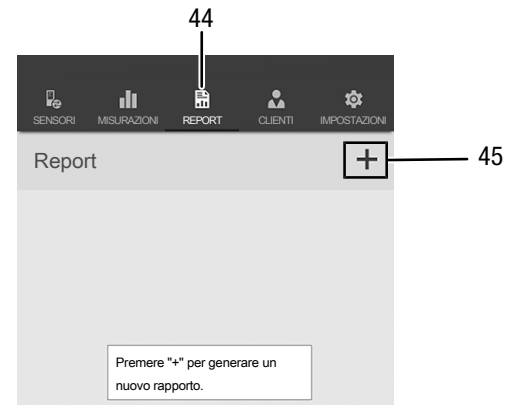 44
SENSORI MISURAZIONI REPORT CLIENTI IMPOSTAZIONI
Report
45
Premere "+" per generare un
nuovo rapporto.